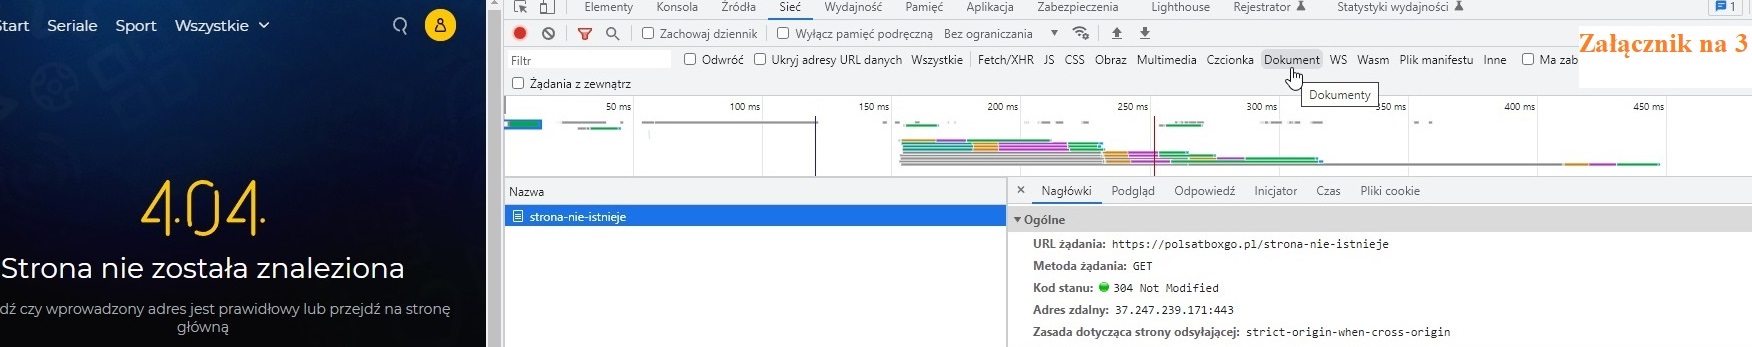 Start Seriale Sport Wszystkie
404
Strona nie została znaleziona
dź czy wprowadzony adres jest prawidłowy lub przejdź na stronę
główną
Elementy Konsola Źródła Sieć Wydajność Pamięć Aplikacja Zabezpieczenia Lighthouse Rejestrator Statystyki wydajności 1
Zachowaj dziennik Wyłącz pamięć podręczną Bez ograniczania
Załącznik na 3
Filtr Odwróć Ukryj adresy URL danych Wszystkie Fetch/XHR JS CSS Obraz Multimedia Czcionka Dokument WS Wasm Plik manifestu Inne Ma zab
Żądania z zewnątrz
Dokumenty
50 ms 100 ms 150 ms 200 ms 250 ms 300 ms 350 ms 400 ms 450 ms
Nazwa
strona-nie-istnieje
× Nagłówki Podgląd Odpowiedź Inicjator Czas Pliki cookie
Ogólne
URL żądania: https://polsatboxgo.pl/strona-nie-istnieje
Metoda żądania: GET
Kod stanu: 304 Not Modified
Adres zdalny: 37.247.239.171:443
Zasada dotycząca strony odsyłającej: strict-origin-when-cross-origin